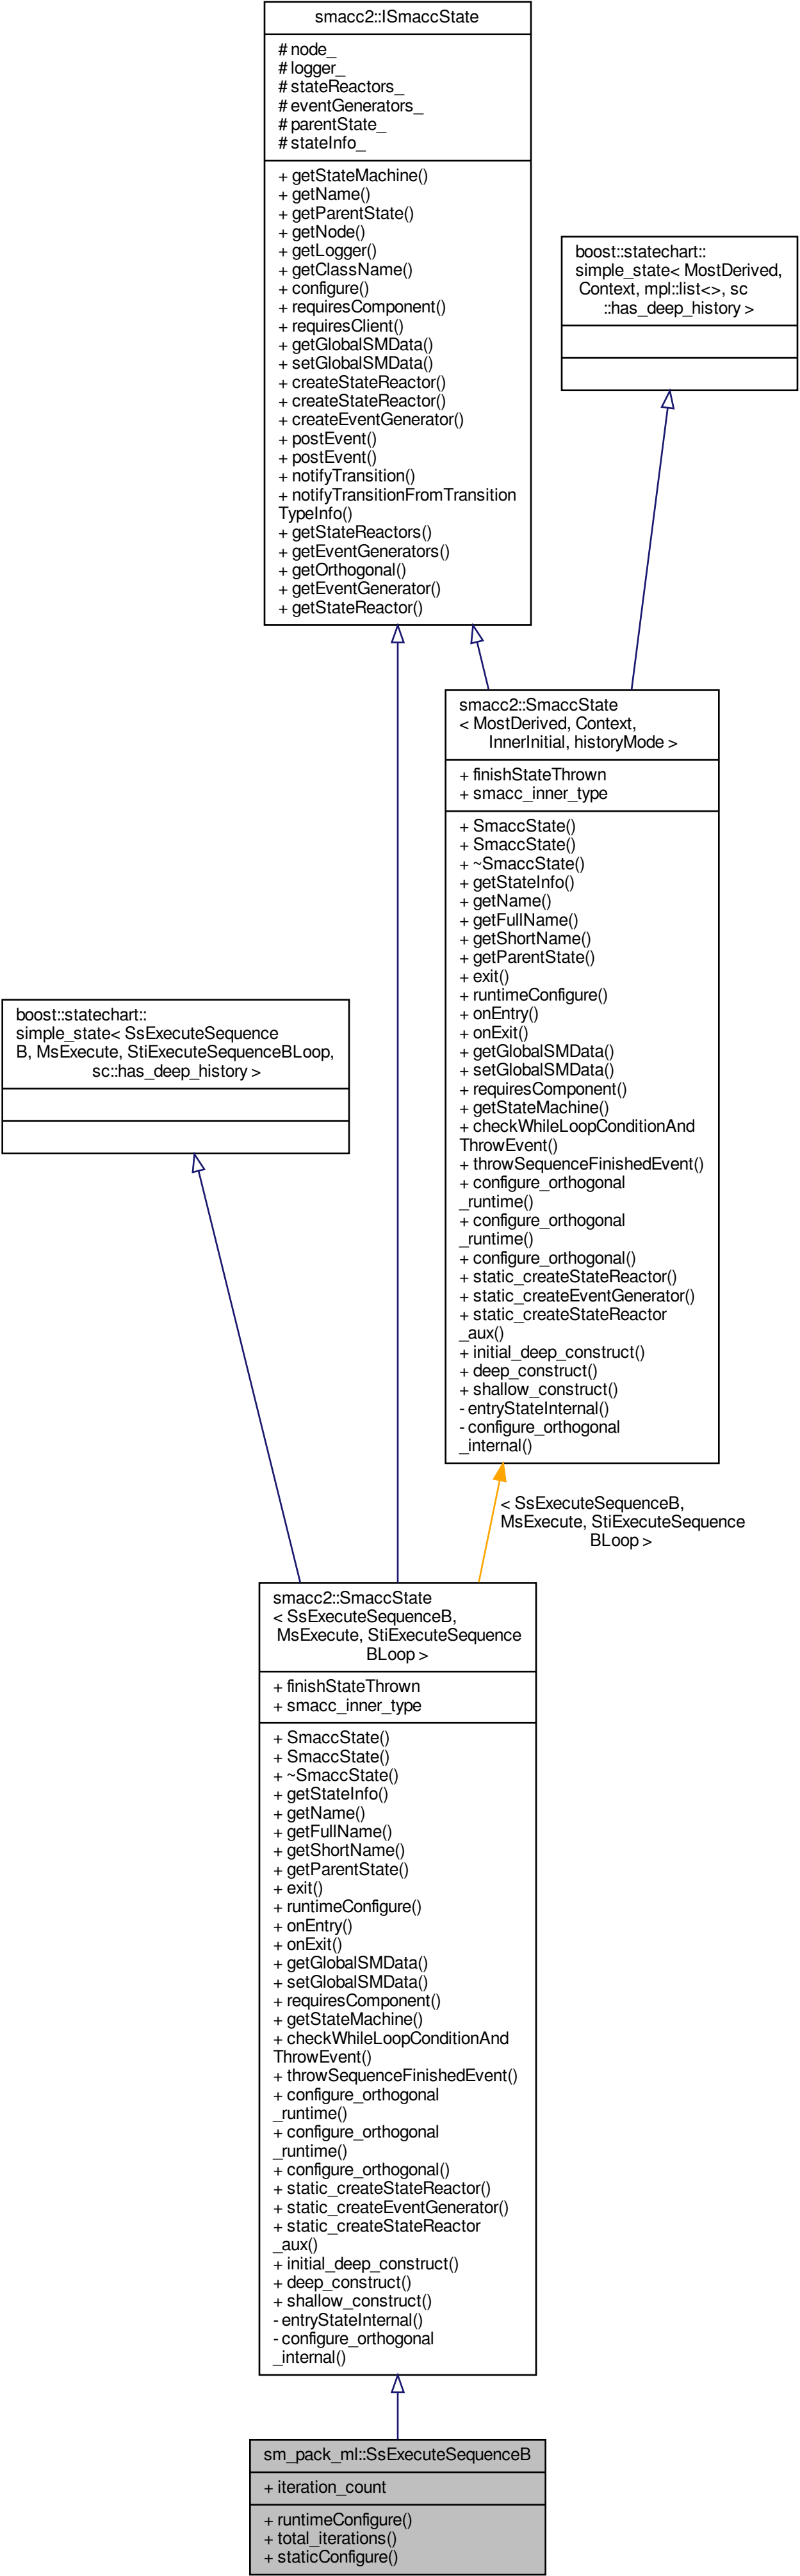 smacc2::ISmaccState
# node_
# logger_
# stateReactors_
# eventGenerators_
# parentState_
# stateInfo_
+ getStateMachine()
+ getName()
+ getParentState()
+ getNode()
+ getLogger()
+ getClassName()
+ configure()
+ requiresComponent()
+ requiresClient()
+ getGlobalSMData()
+ setGlobalSMData()
+ createStateReactor()
+ createStateReactor()
+ createEventGenerator()
+ postEvent()
+ postEvent()
+ notifyTransition()
+ notifyTransitionFromTransition
TypeInfo()
+ getStateReactors()
+ getEventGenerators()
+ getOrthogonal()
+ getEventGenerator()
+ getStateReactor()
boost::statechart::
simple_state< MostDerived,
Context, mpl::list<>, sc
::has_deep_history >
smacc2::SmaccState
< MostDerived, Context,
InnerInitial, historyMode >
+ finishStateThrown
+ smacc_inner_type
+ SmaccState()
+ SmaccState()
+ ~SmaccState()
+ getStateInfo()
+ getName()
+ getFullName()
+ getShortName()
+ getParentState()
+ exit()
+ runtimeConfigure()
+ onEntry()
+ onExit()
+ getGlobalSMData()
+ setGlobalSMData()
+ requiresComponent()
+ getStateMachine()
+ checkWhileLoopConditionAnd
ThrowEvent()
+ throwSequenceFinishedEvent()
+ configure_orthogonal
_runtime()
+ configure_orthogonal
_runtime()
+ configure_orthogonal()
+ static_createStateReactor()
+ static_createEventGenerator()
+ static_createStateReactor
_aux()
+ initial_deep_construct()
+ deep_construct()
+ shallow_construct()
- entryStateInternal()
- configure_orthogonal
_internal()
boost::statechart::
simple_state< SsExecuteSequence
B, MsExecute, StiExecuteSequenceBLoop,
sc::has_deep_history >
< SsExecuteSequenceB,
MsExecute, StiExecuteSequence
BLoop >
smacc2::SmaccState
< SsExecuteSequenceB,
MsExecute, StiExecuteSequence
BLoop >
+ finishStateThrown
+ smacc_inner_type
+ SmaccState()
+ SmaccState()
+ ~SmaccState()
+ getStateInfo()
+ getName()
+ getFullName()
+ getShortName()
+ getParentState()
+ exit()
+ runtimeConfigure()
+ onEntry()
+ onExit()
+ getGlobalSMData()
+ setGlobalSMData()
+ requiresComponent()
+ getStateMachine()
+ checkWhileLoopConditionAnd
ThrowEvent()
+ throwSequenceFinishedEvent()
+ configure_orthogonal
_runtime()
+ configure_orthogonal
_runtime()
+ configure_orthogonal()
+ static_createStateReactor()
+ static_createEventGenerator()
+ static_createStateReactor
_aux()
+ initial_deep_construct()
+ deep_construct()
+ shallow_construct()
- entryStateInternal()
- configure_orthogonal
_internal()
sm_pack_ml::SsExecuteSequenceB
+ iteration_count
+ runtimeConfigure()
+ total_iterations()
+ staticConfigure()